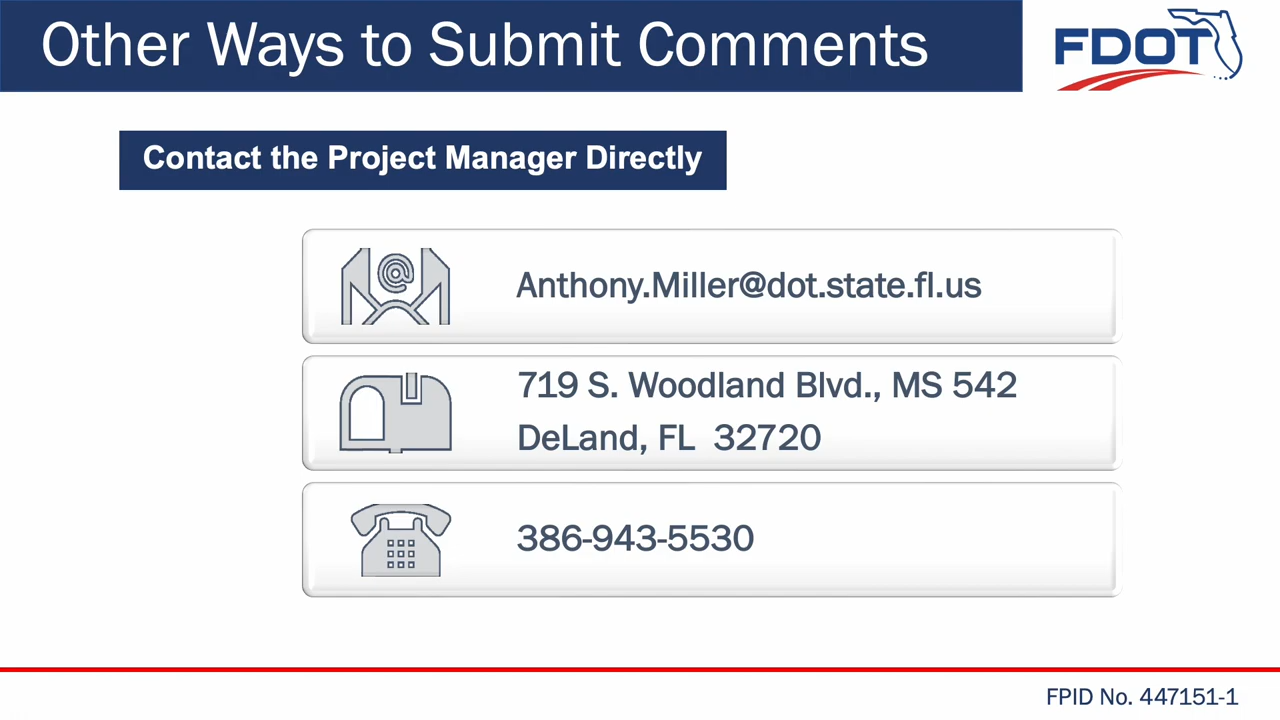 Other Ways to Submit Comments
FDOT
Contact the Project Manager Directly
@
Anthony.Miller@dot.state.fl.us
719 S. Woodland Blvd., MS 542
DeLand, FL  32720
386-943-5530
FPID No. 447151-1